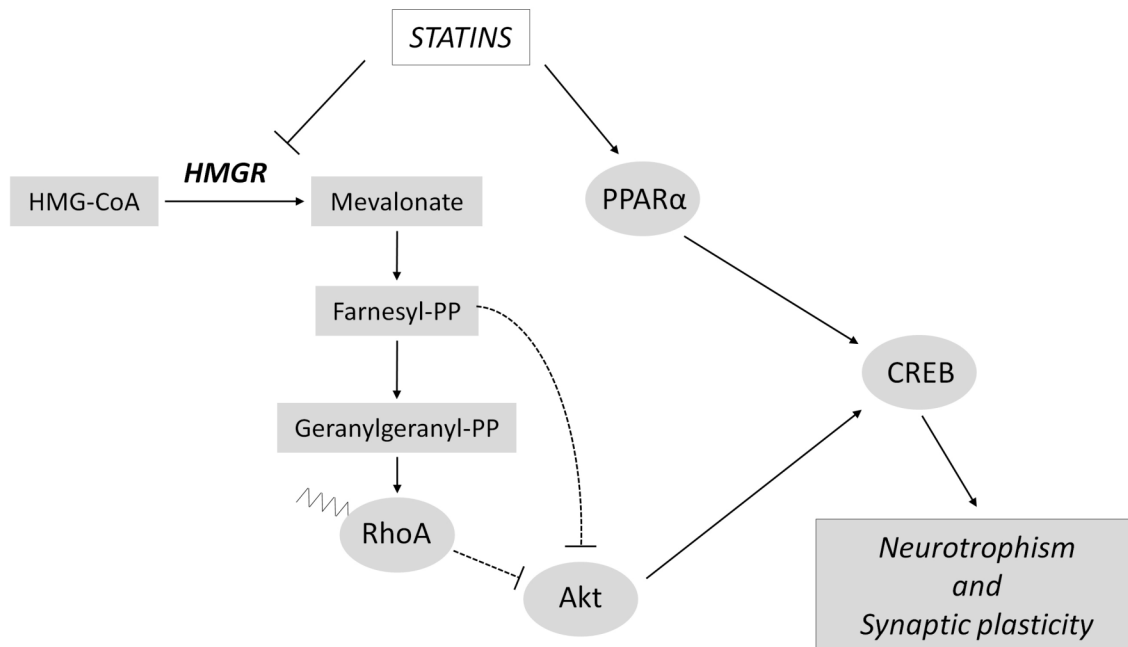 STATINS
HMGR
HMG-CoA
Mevalonate
PPARα
Farnesyl-PP
CREB
Geranylgeranyl-PP
RhoA
Akt
Neurotrophism
and
Synaptic plasticity